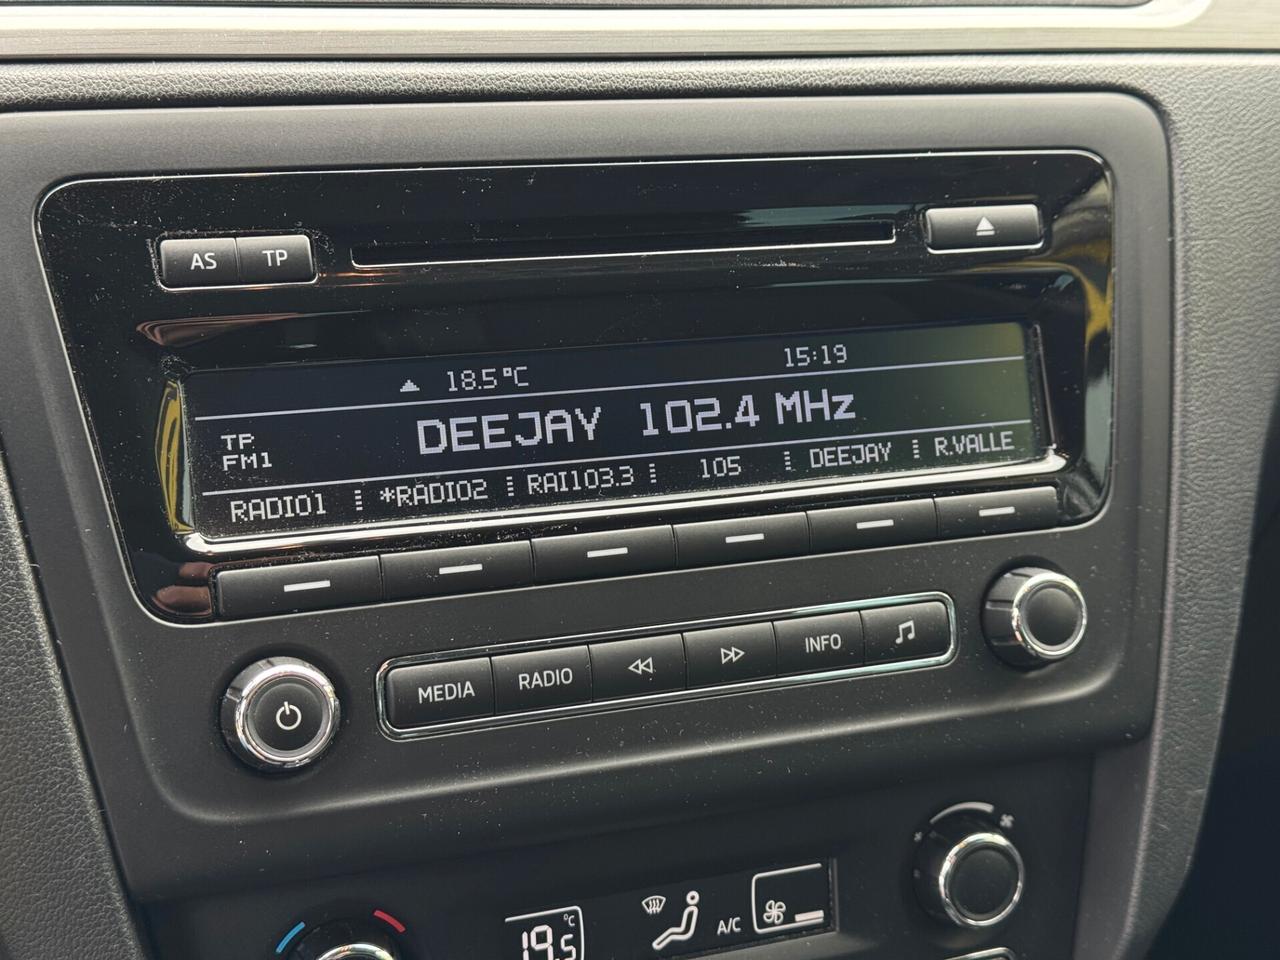 AS TP
18.5°C 15:19
TP
FM1
DEEJAY 102.4 MHz
RADIO1 *RADIO2 RAI103.3 105 DEEJAY R.VALLE
MEDIA RADIO INFO
°C
19.5 A/C